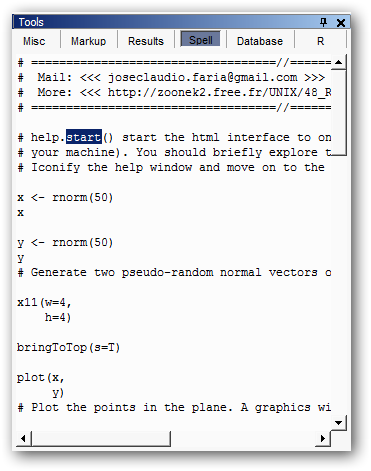 Tools
Misc Markup Results Spell Database R
# ===================================//======
#  Mail: <<< joseclaudio.faria@gmail.com >>>
#  More: <<< http://zoonek2.free.fr/UNIX/48_R
# ===================================//======
# help.start() start the html interface to on
# your machine). You should briefly explore t
# Iconify the help window and move on to the
x <- rnorm(50)
x
y <- rnorm(50)
y
# Generate two pseudo-random normal vectors o
x11(w=4,
    h=4)
bringToTop(s=T)
plot(x,
     y)
# Plot the points in the plane. A graphics wi